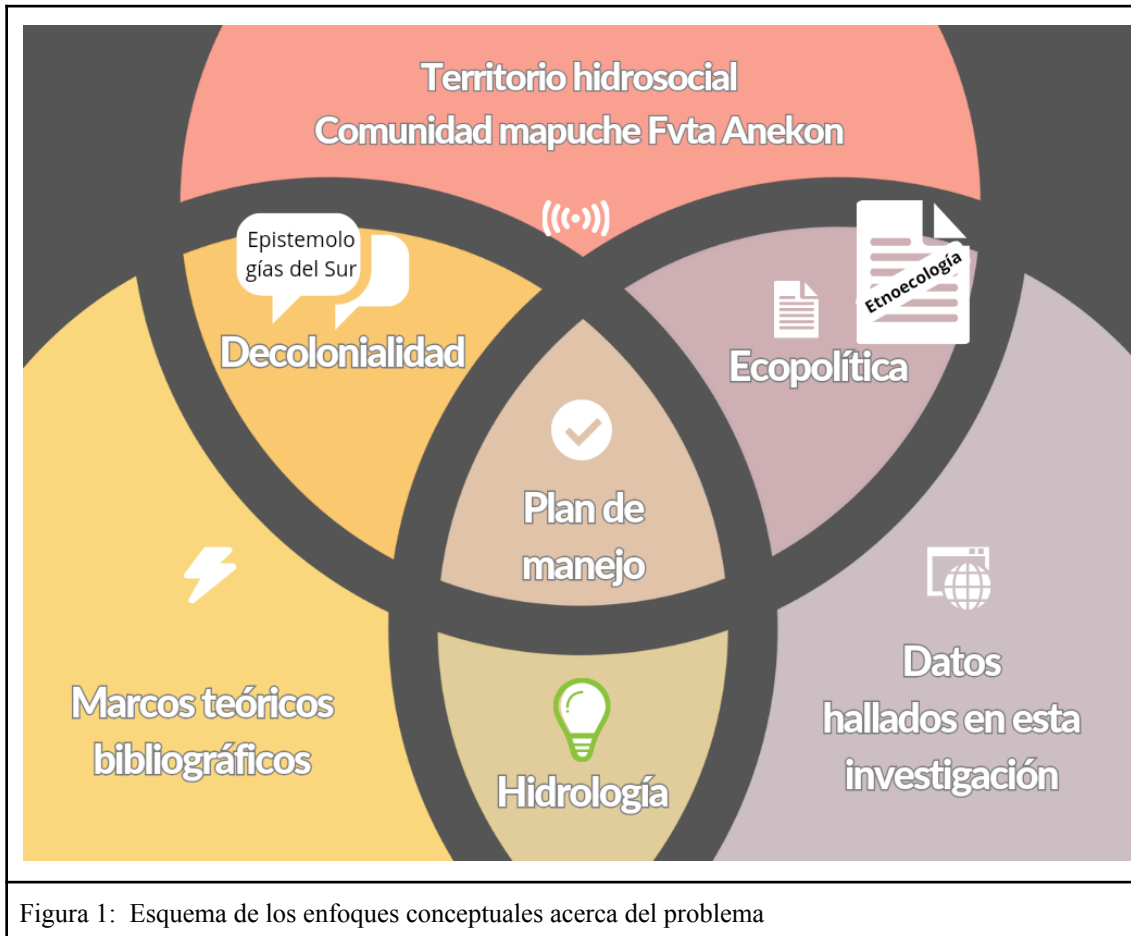 Territorio hidrosocial
Comunidad mapuche Fvta Anekon
Epistemolo
gías del Sur
Decolonialidad
Etnoecología
Ecopolítica
Plan de
manejo
Marcos teóricos
bibliográficos
Datos
hallados en esta
investigación
Hidrología
Figura 1: Esquema de los enfoques conceptuales acerca del problema